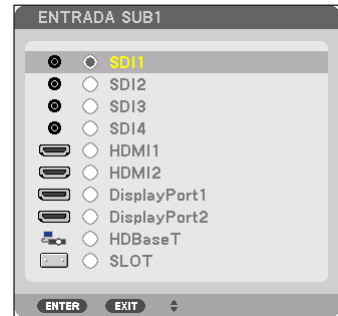 ENTRADA SUB1
SDI1
SDI2
SDI3
SDI4
HDMI1
HDMI2
DisplayPort1
DisplayPort2
HDBaseT
SLOT
ENTER EXIT